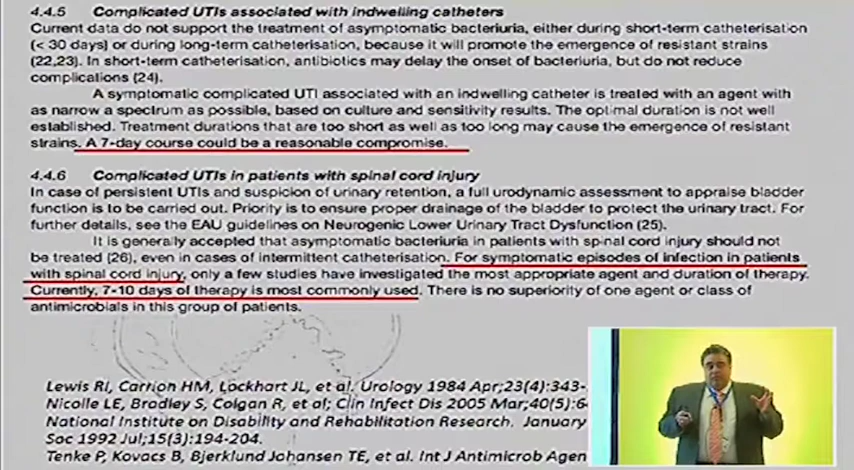 4.4.5 Complicated UTIs associated with indwelling catheters
Current data do not support the treatment of asymptomatic bacteriuria, either during short-term catheterisation
(< 30 days) or during long-term catheterisation, because it will promote the emergence of resistant strains
(22,23). In short-term catheterisation, antibiotics may delay the onset of bacteriuria, but do not reduce
complications (24).
A symptomatic complicated UTI associated with an indwelling catheter is treated with an agent with
as narrow a spectrum as possible, based on culture and sensitivity results. The optimal duration is not well
established. Treatment durations that are too short as well as too long may cause the emergence of resistant
strains. A 7-day course could be a reasonable compromise.
4.4.6 Complicated UTIs in patients with spinal cord injury
In case of persistent UTIs and suspicion of urinary retention, a full urodynamic assessment to appraise bladder
function is to be carried out. Priority is to ensure proper drainage of the bladder to protect the urinary tract. For
further details, see the EAU guidelines on Neurogenic Lower Urinary Tract Dysfunction (25).
It is generally accepted that asymptomatic bacteriuria in patients with spinal cord injury should not
be treated (26), even in cases of intermittent catheterisation. For symptomatic episodes of infection in patients
with spinal cord injury, only a few studies have investigated the most appropriate agent and duration of therapy.
Currently, 7-10 days of therapy is most commonly used. There is no superiority of one agent or class of
antimicrobials in this group of patients.
Lewis RI, Carrion HM, Lockhart JL, et al. Urology 1984 Apr;23(4):343-
Nicolle LE, Bradley S, Colgan R, et al; Clin Infect Dis 2005 Mar;40(5):6
National Institute on Disability and Rehabilitation Research. January
Soc 1992 Jul;15(3):194-204.
Tenke P, Kovacs B, Bjerklund Johansen TE, et al. Int J Antimicrob Agen